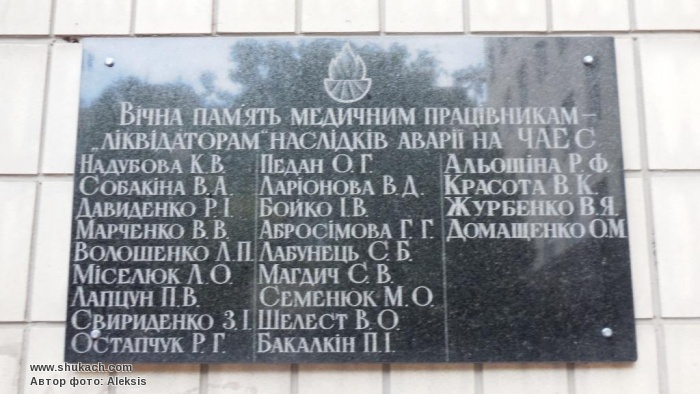 Вічна пам'ять медичним працівникам –
„ліквідаторам" наслідків аварії на ЧАЕС.
Надубова К.В.
Собакіна В.А.
Давиденко Р.І.
Марченко В.В.
Волошенко Л.П.
Міселюк Л.О.
Лапцун П.В.
Свириденко З.І.
Остапчук Р.Г.
Педан О.Г.
Ларіонова В.Д.
Бойко І.В.
Абросімова Г.Г.
Лабунець С.Б.
Магдич С.В.
Семенюк М.О.
Шелест В.О.
Бакалкін П.І.
Альошіна Р.Ф.
Красота В.К.
Журбенко В.Я.
Домащенко О.М
www.shukach.com
Автор фото: Aleksis